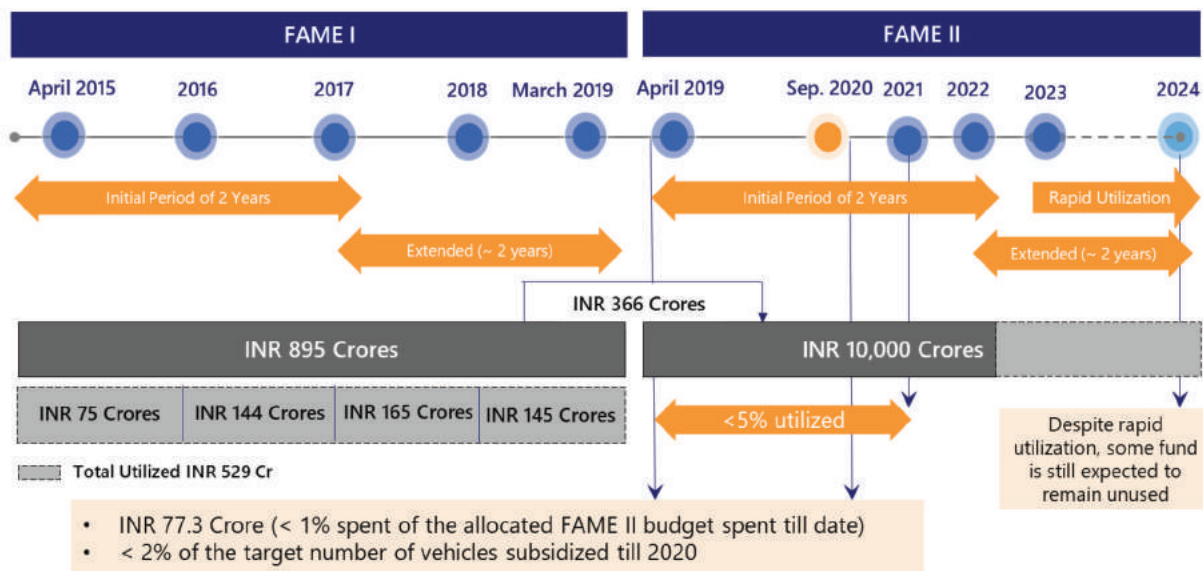 FAME I
FAME II
April 2015
2016
2017
2018
March 2019
April 2019
Sep. 2020
2021
2022
2023
2024
Initial Period of 2 Years
Initial Period of 2 Years
Rapid Utilization
Extended (~ 2 years)
Extended (~ 2 years)
INR 366 Crores
INR 895 Crores
INR 10,000 Crores
INR 75 Crores
INR 144 Crores
INR 165 Crores
INR 145 Crores
<5% utilized
Despite rapid
utilization, some fund
is still expected to
remain unused
Total Utilized INR 529 Cr
• INR 77.3 Crore (< 1% spent of the allocated FAME II budget spent till date)
• < 2% of the target number of vehicles subsidized till 2020